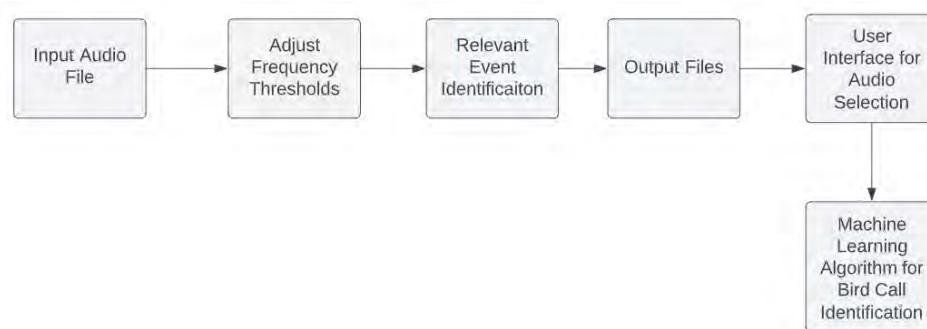 Input Audio
File
Adjust
Frequency
Thresholds
Relevant
Event
Identificaiton
Output Files
User
Interface for
Audio
Selection
Machine
Learning
Algorithm for
Bird Call
Identification